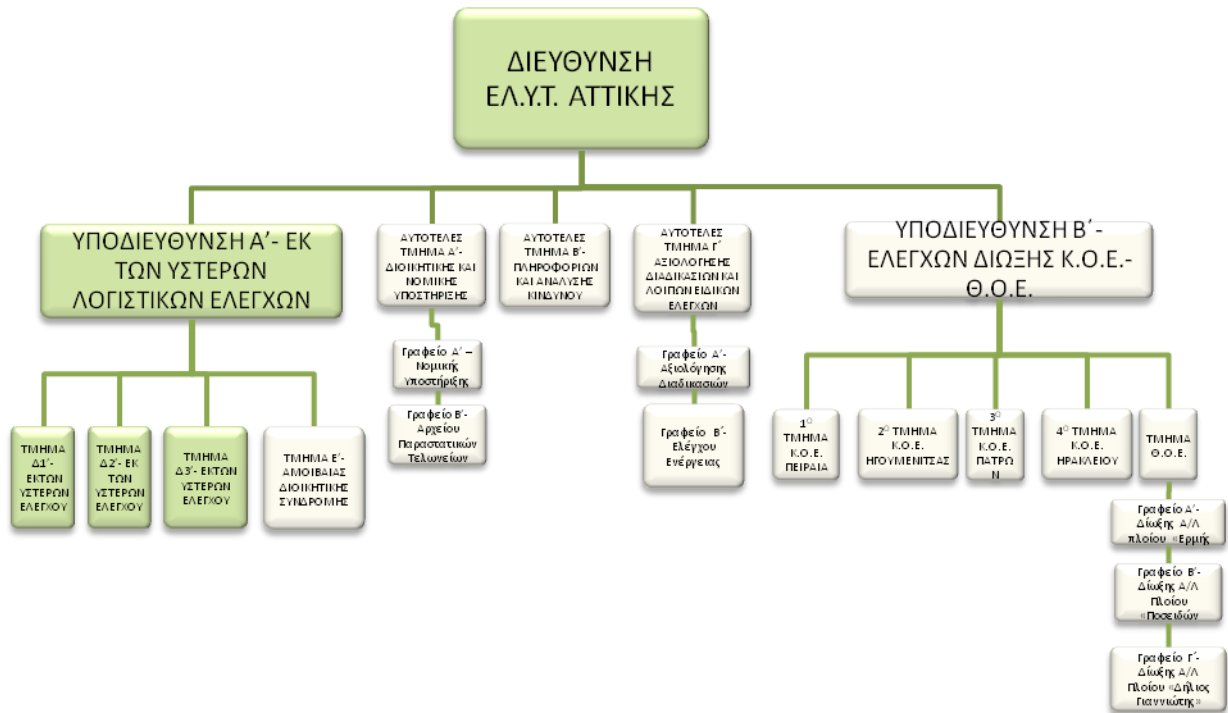 ΔΙΕΥΘΥΝΣΗ
ΕΛ.Υ.Τ. ΑΤΤΙΚΗΣ
ΥΠΟΔΙΕΥΘΥΝΣΗ Α΄- ΕΚ
ΤΩΝ ΥΣΤΕΡΩΝ
ΛΟΓΙΣΤΙΚΩΝ ΕΛΕΓΧΩΝ
ΑΥΤΟΤΕΛΕΣ
ΤΜΗΜΑ Α΄-
ΔΙΟΙΚΗΤΙΚΗΣ ΚΑΙ
ΝΟΜΙΚΗΣ
ΥΠΟΣΤΗΡΙΞΗΣ
ΑΥΤΟΤΕΛΕΣ
ΤΜΗΜΑ Β΄-
ΠΛΗΡΟΦΟΡΙΩΝ
ΚΑΙ ΑΝΑΛΥΣΗΣ
ΚΙΝΔΥΝΟΥ
ΑΥΤΟΤΕΛΕΣ
ΤΜΗΜΑ Γ΄
ΑΞΙΟΛΟΓΗΣΗΣ
ΔΙΑΔΙΚΑΣΙΩΝ ΚΑΙ
ΛΟΙΠΩΝ ΕΙΔΙΚΩΝ
ΕΛΕΓΧΩΝ
ΥΠΟΔΙΕΥΘΥΝΣΗ Β΄-
ΕΛΕΓΧΩΝ ΔΙΩΞΗΣ Κ.Ο.Ε.-
Θ.Ο.Ε.
Γραφείο Α΄ –
Νομικής
Υποστήριξης
Γραφείο Β΄-
Αρχείου
Παραστατικών
Τελωνείων
Γραφείο Α΄-
Αξιολόγησης
Διαδικασιών
Γραφείο Β΄-
Ελέγχου
Ενέργειας
ΤΜΗΜΑ
Δ1΄-
ΕΚΤΩΝ
ΥΣΤΕΡΩΝ
ΕΛΕΓΧΟΥ
ΤΜΗΜΑ
Δ2΄- ΕΚ
ΤΩΝ
ΥΣΤΕΡΩΝ
ΕΛΕΓΧΟΥ
ΤΜΗΜΑ
Δ3΄- ΕΚΤΩΝ
ΥΣΤΕΡΩΝ
ΕΛΕΓΧΟΥ
ΤΜΗΜΑ Ε΄-
ΑΜΟΙΒΑΙΑΣ
ΔΙΟΙΚΗΤΙΚΗΣ
ΣΥΝΔΡΟΜΗΣ
1Ο
ΤΜΗΜΑ
Κ.Ο.Ε.
ΠΕΙΡΑΙΑ
2Ο ΤΜΗΜΑ
Κ.Ο.Ε.
ΗΓΟΥΜΕΝΙΤΣΑΣ
3Ο
ΤΜΗΜΑ
Κ.Ο.Ε.
ΠΑΤΡΩ
Ν
4Ο ΤΜΗΜΑ
Κ.Ο.Ε.
ΗΡΑΚΛΕΙΟΥ
ΤΜΗΜΑ
Θ.Ο.Ε.
Γραφείο Α΄-
Δίωξης Α/Λ
πλοίου «Ερμής
Γραφείο Β΄-
Δίωξης Α/Λ
Πλοίου
«Ποσειδών
Γραφείο Γ΄-
Δίωξης Α/Λ
Πλοίου «Δήλιος
Γιαννιώτης»